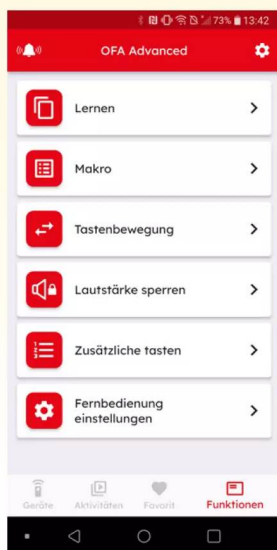 73% 13:42
OFA Advanced
Lernen
Makro
Tastenbewegung
Lautstärke sperren
Zusätzliche tasten
Fernbedienung
einstellungen
Geräte Aktivitäten Favorit Funktionen